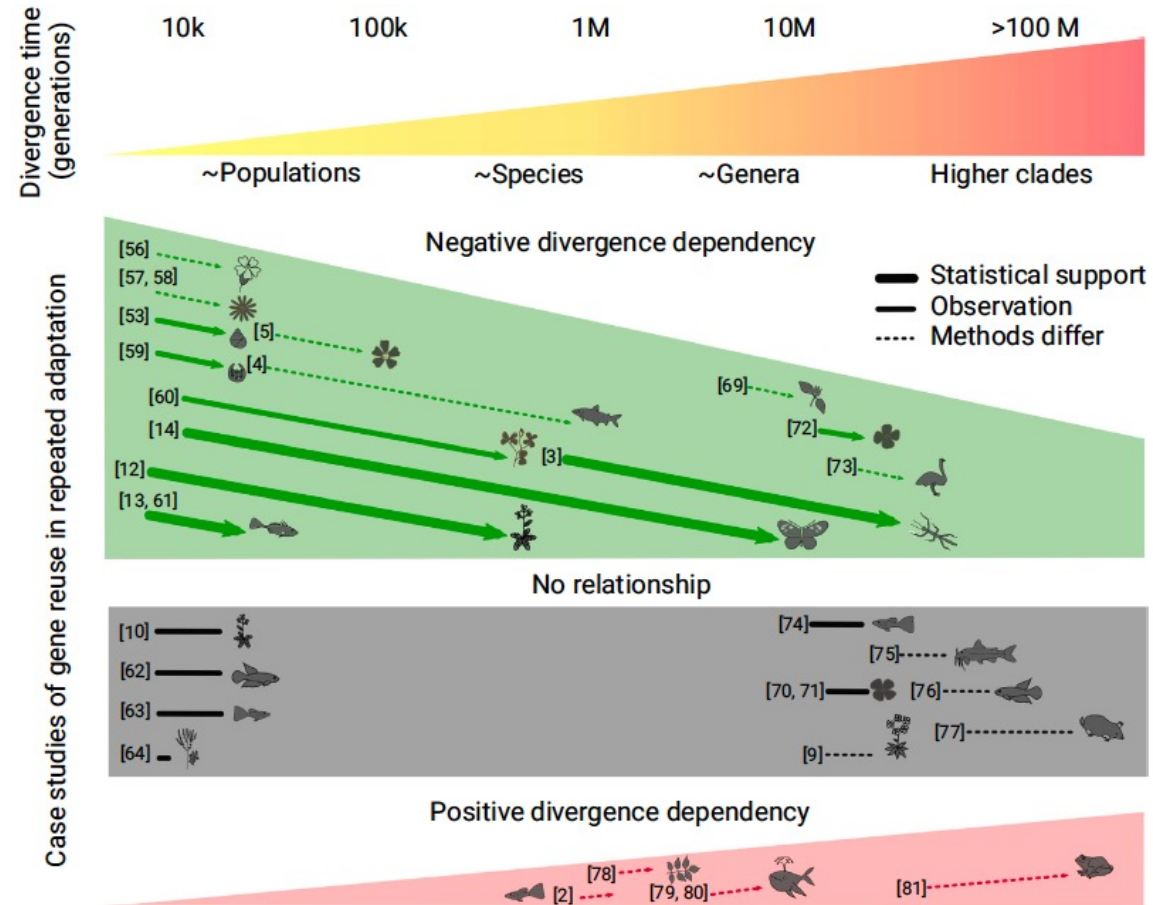 Divergence time
(generations)
10k 100k 1M 10M >100 M
~Populations ~Species ~Genera Higher clades
Case studies of gene reuse in repeated adaptation
Negative divergence dependency
Statistical support
Observation
Methods differ
[56]
[57, 58]
[53]
[5]
[59]
[4]
[60]
[14]
[3]
[12]
[13, 61]
[69]
[72]
[73]
No relationship
[10]
[62]
[63]
[64]
[74]
[75]
[70, 71]
[76]
[77]
[9]
Positive divergence dependency
[78]
[2]
[79, 80]
[81]